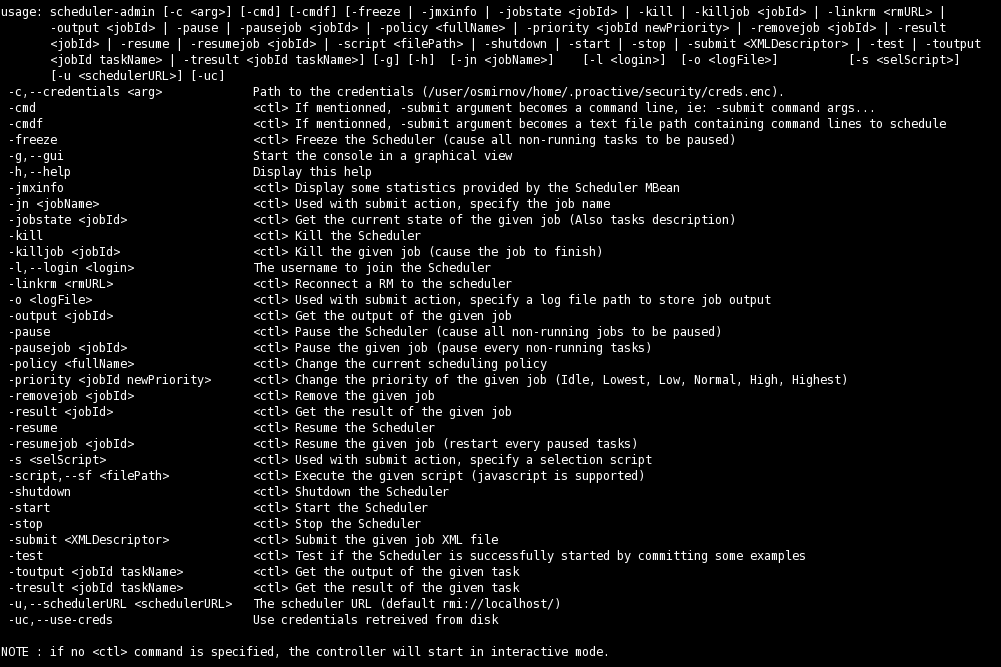 usage: scheduler-admin [-c <arg>] [-cmd] [-cmdf] [-freeze | -jmxinfo | -jobstate <jobId> | -kill | -killjob <jobId> | -linkrm <rmURL> |
       -output <jobId> | -pause | -pausejob <jobId> | -policy <fullName> | -priority <jobId newPriority> | -removejob <jobId> | -result
       <jobId> | -resume | -resumejob <jobId> | -script <filePath> | -shutdown | -start | -stop | -submit <XMLDescriptor> | -test | -toutput
       <jobId taskName> | -tresult <jobId taskName>] [-g] [-h]  [-jn <jobName>]    [-l <login>]  [-o <logFile>]          [-s <selScript>]
       [-u <schedulerURL>] [-uc]
 -c,--credentials <arg>             Path to the credentials (/user/osmirnov/home/.proactive/security/creds.enc).
 -cmd                               <ctl> If mentionned, -submit argument becomes a command line, ie: -submit command args...
 -cmdf                              <ctl> If mentionned, -submit argument becomes a text file path containing command lines to schedule
 -freeze                            <ctl> Freeze the Scheduler (cause all non-running tasks to be paused)
 -g,--gui                           Start the console in a graphical view
 -h,--help                          Display this help
 -jmxinfo                           <ctl> Display some statistics provided by the Scheduler MBean
 -jn <jobName>                      <ctl> Used with submit action, specify the job name
 -jobstate <jobId>                  <ctl> Get the current state of the given job (Also tasks description)
 -kill                              <ctl> Kill the Scheduler
 -killjob <jobId>                   <ctl> Kill the given job (cause the job to finish)
 -l,--login <login>                 The username to join the Scheduler
 -linkrm <rmURL>                    <ctl> Reconnect a RM to the scheduler
 -o <logFile>                       <ctl> Used with submit action, specify a log file path to store job output
 -output <jobId>                    <ctl> Get the output of the given job
 -pause                             <ctl> Pause the Scheduler (cause all non-running jobs to be paused)
 -pausejob <jobId>                  <ctl> Pause the given job (pause every non-running tasks)
 -policy <fullName>                 <ctl> Change the current scheduling policy
 -priority <jobId newPriority>      <ctl> Change the priority of the given job (Idle, Lowest, Low, Normal, High, Highest)
 -removejob <jobId>                 <ctl> Remove the given job
 -result <jobId>                    <ctl> Get the result of the given job
 -resume                            <ctl> Resume the Scheduler
 -resumejob <jobId>                 <ctl> Resume the given job (restart every paused tasks)
 -s <selScript>                     <ctl> Used with submit action, specify a selection script
 -script,--sf <filePath>            <ctl> Execute the given script (javascript is supported)
 -shutdown                          <ctl> Shutdown the Scheduler
 -start                             <ctl> Start the Scheduler
 -stop                              <ctl> Stop the Scheduler
 -submit <XMLDescriptor>            <ctl> Submit the given job XML file
 -test                              <ctl> Test if the Scheduler is successfully started by committing some examples
 -toutput <jobId taskName>          <ctl> Get the output of the given task
 -tresult <jobId taskName>          <ctl> Get the result of the given task
 -u,--schedulerURL <schedulerURL>   The scheduler URL (default rmi://localhost/)
 -uc,--use-creds                    Use credentials retreived from disk

NOTE : if no <ctl> command is specified, the controller will start in interactive mode.